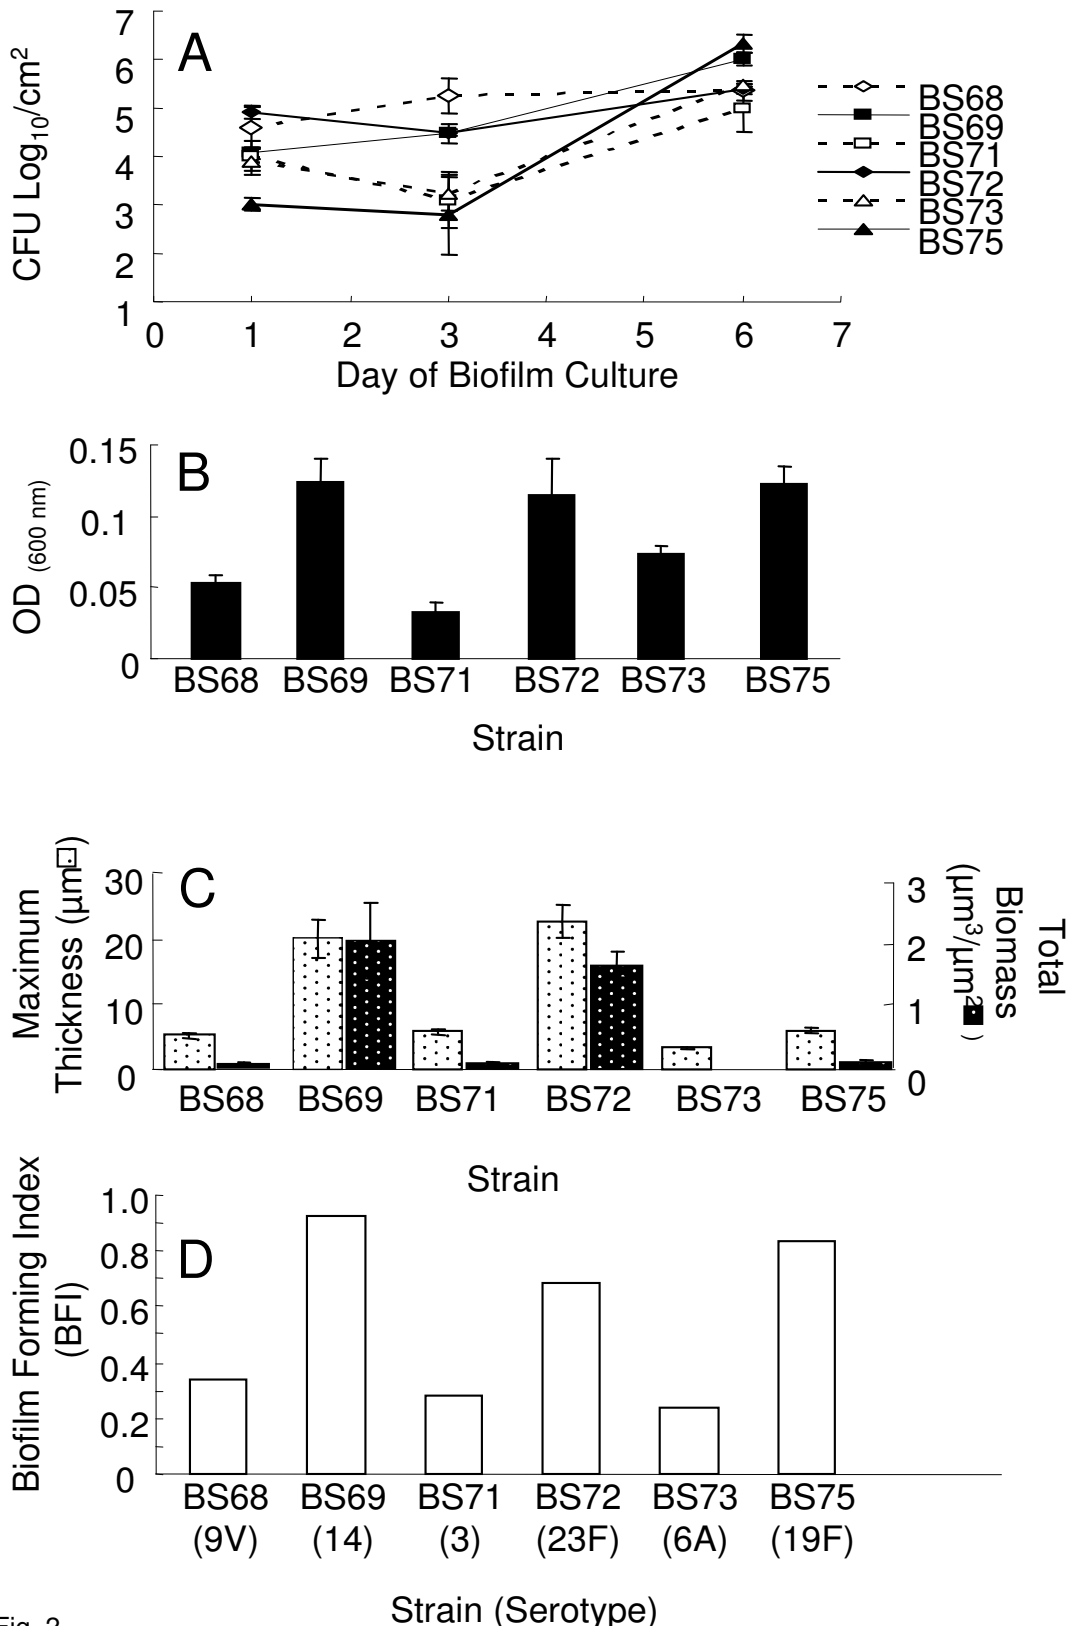 A
CFU Log10/cm2
7
6
5
4
3
2
1
0 1 2 3 4 5 6 7
Day of Biofilm Culture
BS68
BS69
BS71
BS72
BS73
BS75
B
OD (600 nm)
0.15
0.1
0.05
0
BS68 BS69 BS71 BS72 BS73 BS75
Strain
C
Maximum
Thickness (µm)
30
20
10
0
3
2
1
0
Total
Biomass
(µm3/µm2)
BS68 BS69 BS71 BS72 BS73 BS75
Strain
D
Biofilm Forming Index
(BFI)
1.0
0.8
0.6
0.4
0.2
0
BS68 BS69 BS71 BS72 BS73 BS75
(9V) (14) (3) (23F) (6A) (19F)
Strain (Serotype)